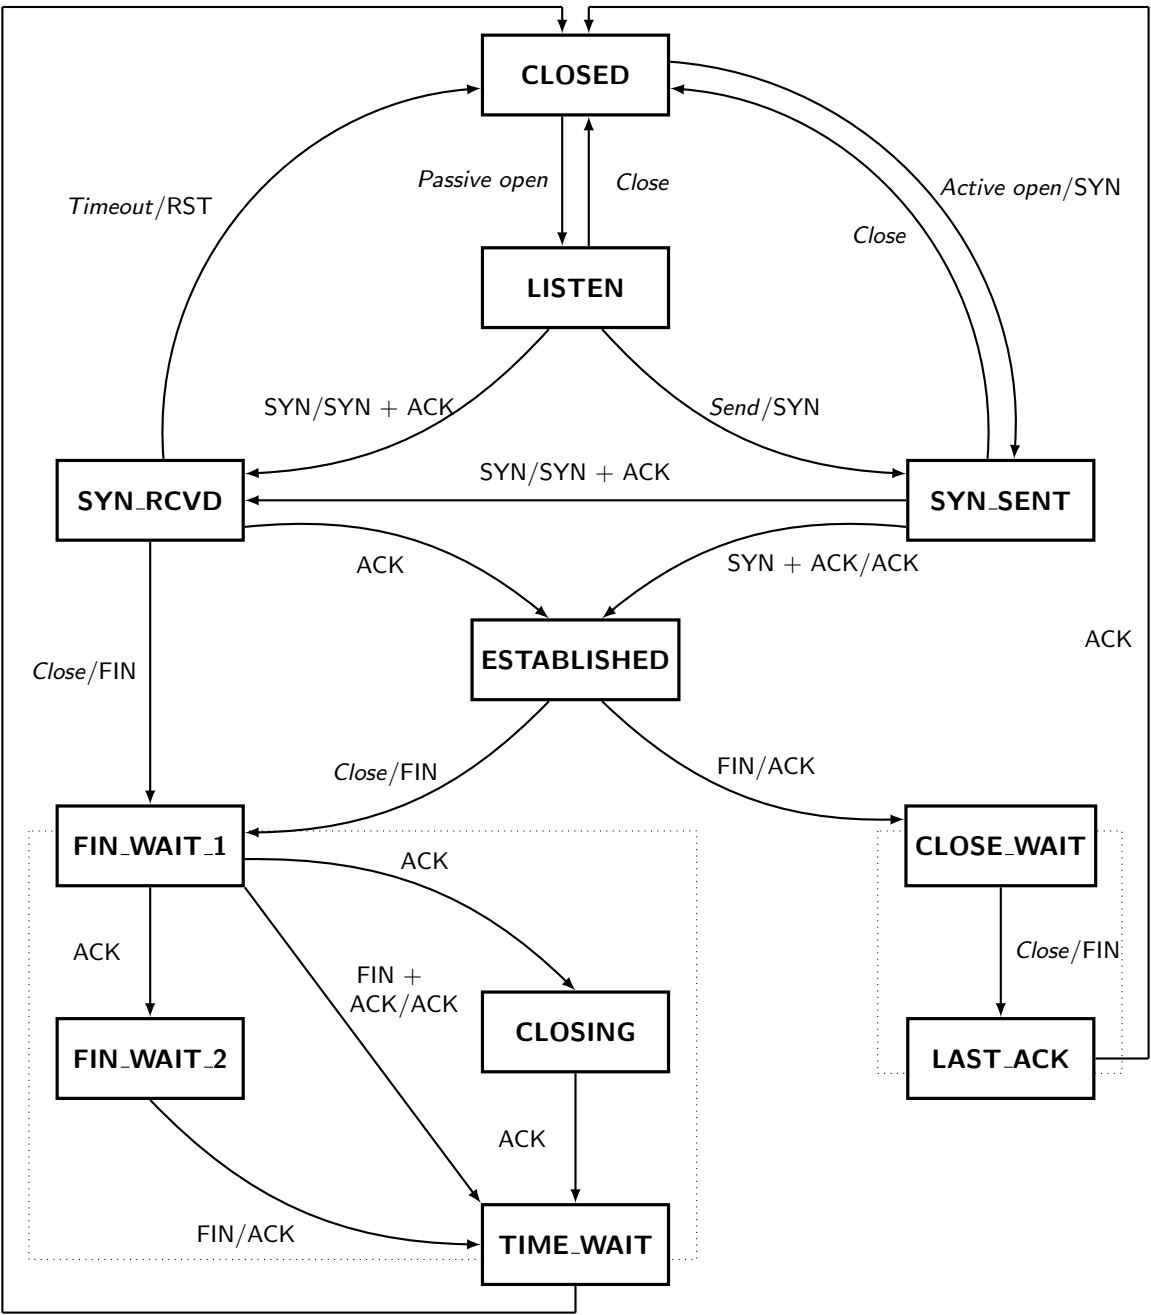 CLOSED
Passive open
Close
Timeout/RST
Active open/SYN
Close
LISTEN
SYN/SYN + ACK
Send/SYN
SYN/SYN + ACK
SYN_RCVD
SYN_SENT
ACK
SYN + ACK/ACK
ESTABLISHED
ACK
Close/FIN
Close/FIN
FIN/ACK
FIN_WAIT_1
CLOSE_WAIT
ACK
ACK
Close/FIN
FIN +
ACK/ACK
CLOSING
FIN_WAIT_2
LAST_ACK
ACK
FIN/ACK
TIME_WAIT